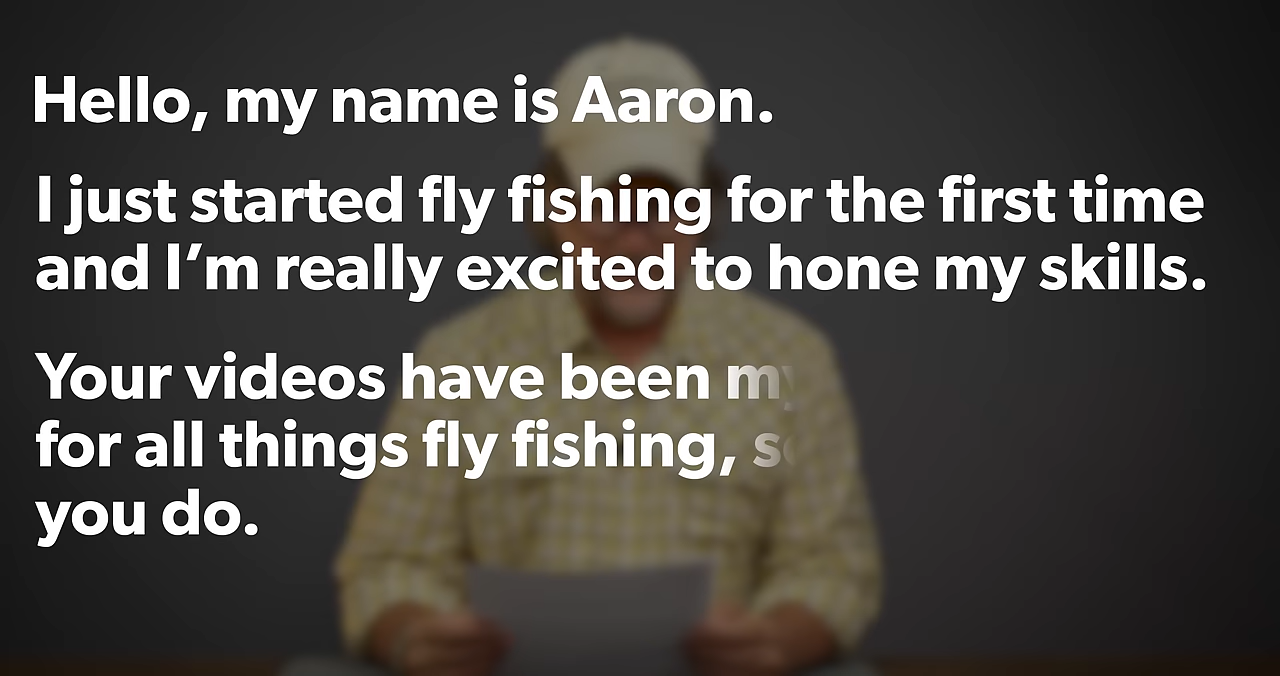 Hello, my name is Aaron.
I just started fly fishing for the first time
and I’m really excited to hone my skills.
Your videos have been my
for all things fly fishing,
you do.